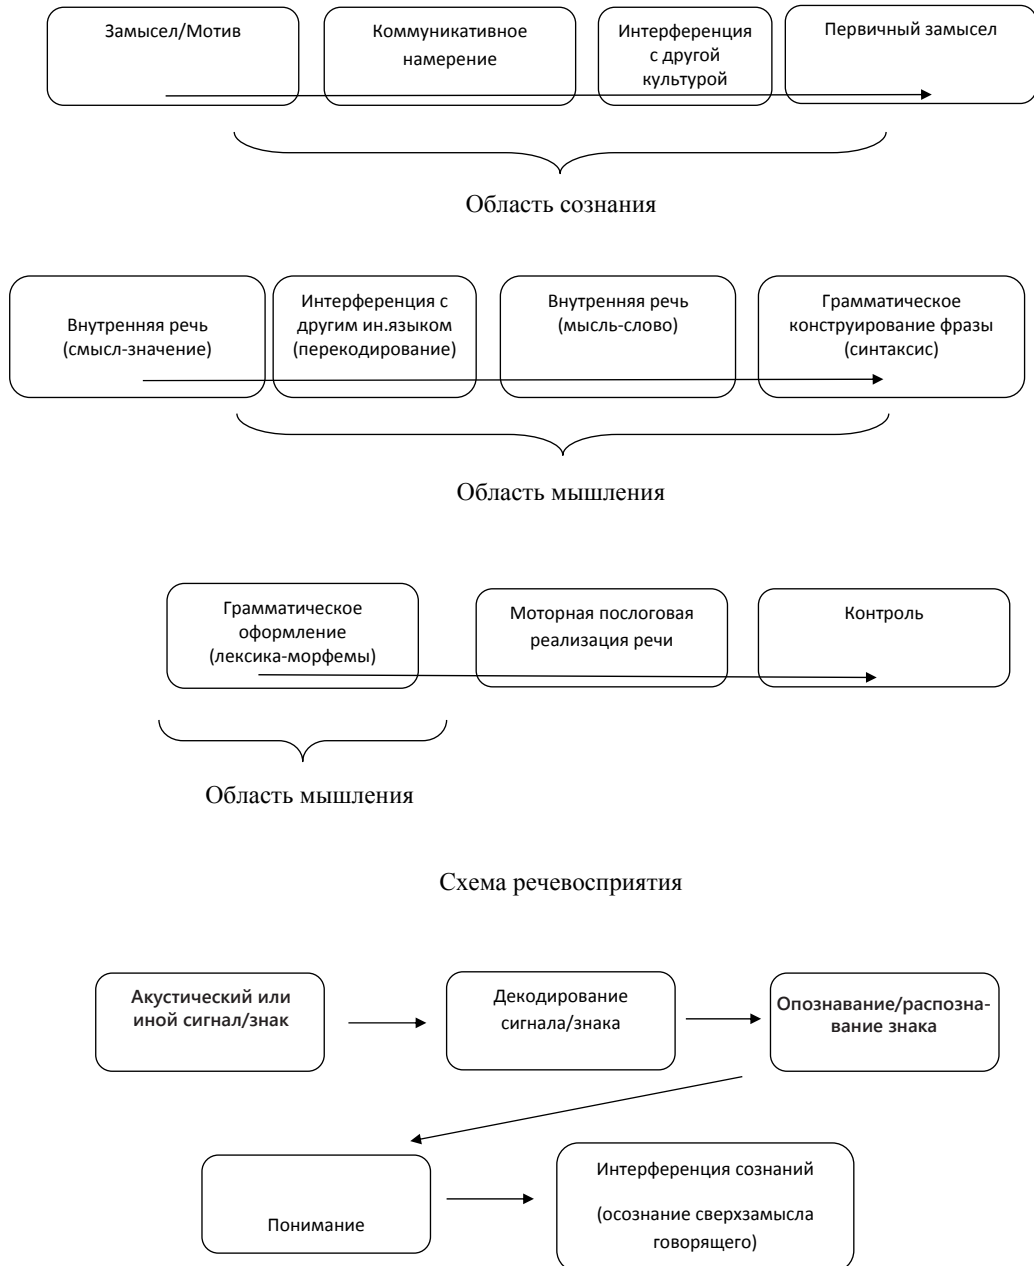 Замысел/Мотив
Коммуникативное
намерение
Интерференция
с другой
культурой
Первичный замысел
Область сознания
Внутренняя речь
(смысл-значение)
Интерференция с
другим ин.языком
(перекодирование)
Внутренняя речь
(мысль-слово)
Грамматическое
конструирование фразы
(синтаксис)
Область мышления
Грамматическое
оформление
(лексика-морфемы)
Моторная послоговая
реализация речи
Контроль
Область мышления
Схема речевосприятия
Акустический или
иной сигнал/знак
Декодирование
сигнала/знака
Опознавание/распозна-
вание знака
Понимание
Интерференция сознаний
(осознание сверхзамысла
говорящего)